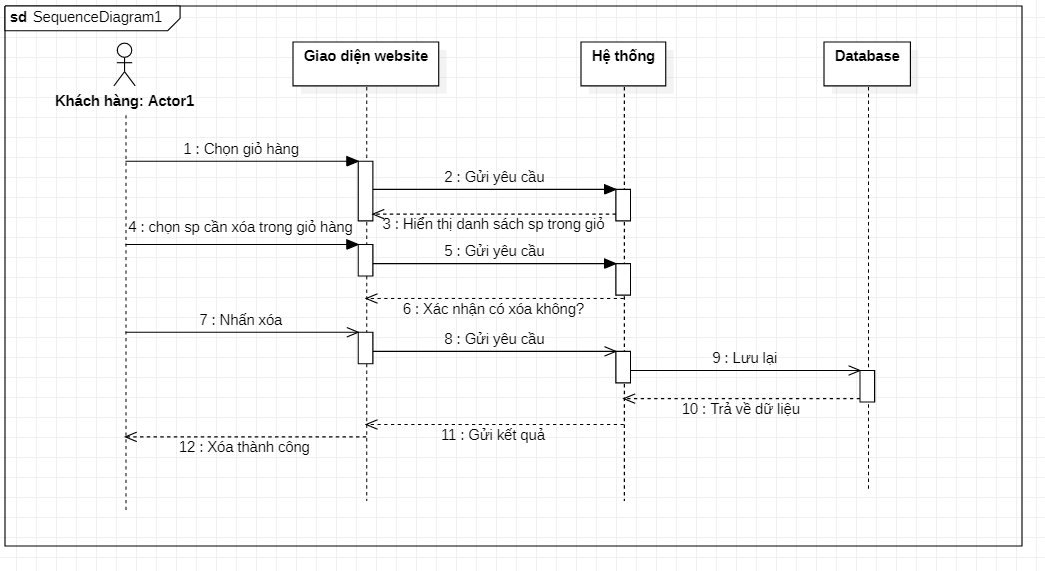 sd SequenceDiagram1
Giao diện website
Hệ thống
Database
Khách hàng: Actor1
1 : Chọn giỏ hàng
2 : Gửi yêu cầu
3 : Hiển thị danh sách sp trong giỏ
4 : chọn sp cần xóa trong giỏ hàng
5 : Gửi yêu cầu
6 : Xác nhận có xóa không?
7 : Nhấn xóa
8 : Gửi yêu cầu
9 : Lưu lại
10 : Trả về dữ liệu
11 : Gửi kết quả
12 : Xóa thành công